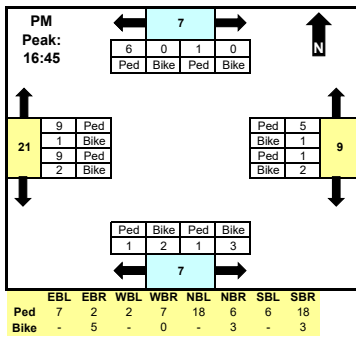 PM
Peak:
16:45
7
N
6 0 1 0
Ped Bike Ped Bike
21
9 Ped
1 Bike
9 Ped
2 Bike
Ped 5
Bike 1
Ped 1
Bike 2
9
Ped Bike Ped Bike
1 2 1 3
7
EBL EBR WBL WBR NBL NBR SBL SBR
Ped 7 2 2 7 18 6 6 18
Bike - 5 - 0 - 3 - 3